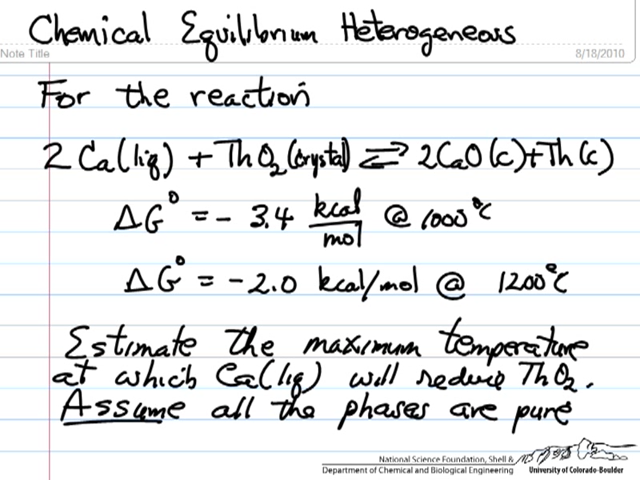 Chemical Equilibrium Heterogeneous
Note Title
8/18/2010
For the reaction
2 Ca(liq) + ThO₂(crystal) ⇌ 2CaO(c)+Th(c)
ΔG° = - 3.4 kcal/mol @ 1000°C
ΔG° = -2.0 kcal/mol @ 1200°C
Estimate the maximum temperature
at which Ca(liq) will reduce ThO₂.
Assume all the phases are pure
National Science Foundation, Shell &
Department of Chemical and Biological Engineering
University of Colorado-Boulder